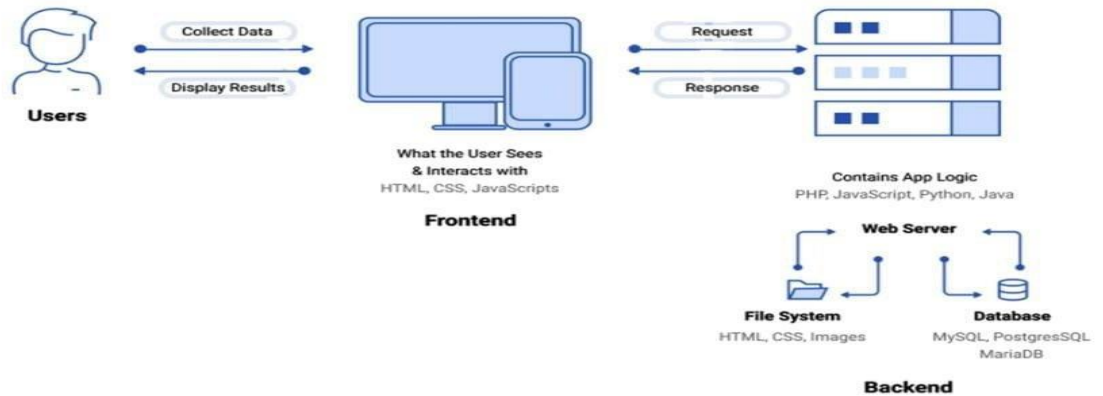 Collect Data
Display Results
Users
What the User Sees
& Interacts with
HTML, CSS, JavaScripts
Frontend
Request
Response
Contains App Logic
PHP, JavaScript, Python, Java
Web Server
File System
HTML, CSS, Images
Database
MySQL, PostgresSQL
MariaDB
Backend